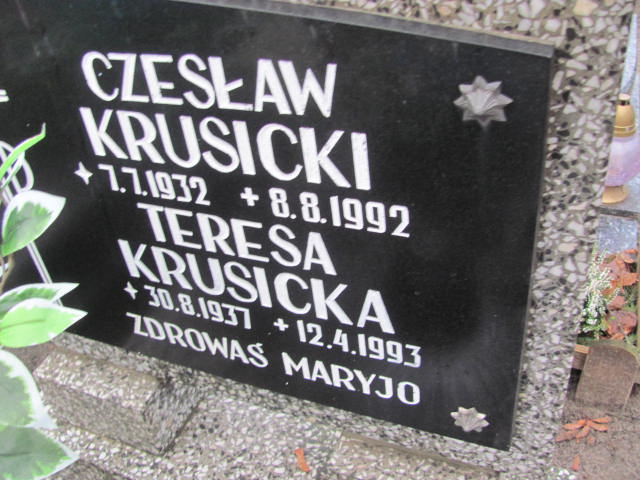 CZESŁAW
KRUSICKI
7.7.1932 + 8.8.1992
TERESA
KRUSICKA
30.8.1937 + 12.4.1993
ZDROWAŚ MARYJO